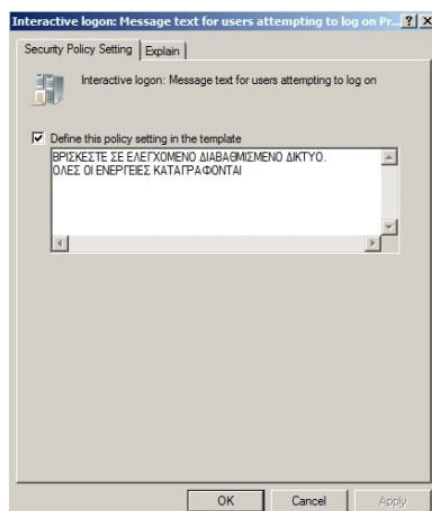 Interactive logon: Message text for users attempting to log on Pr...
Security Policy Setting
Explain
Interactive logon: Message text for users attempting to log on
Define this policy setting in the template
ΒΡΙΣΚΕΣΤΕ ΣΕ ΕΛΕΓΧΟΜΕΝΟ ΔΙΑΒΑΘΜΙΣΜΕΝΟ ΔΙΚΤΥΟ.
ΟΛΕΣ ΟΙ ΕΝΕΡΓΕΙΕΣ ΚΑΤΑΓΡΑΦΟΝΤΑΙ
OK
Cancel
Apply